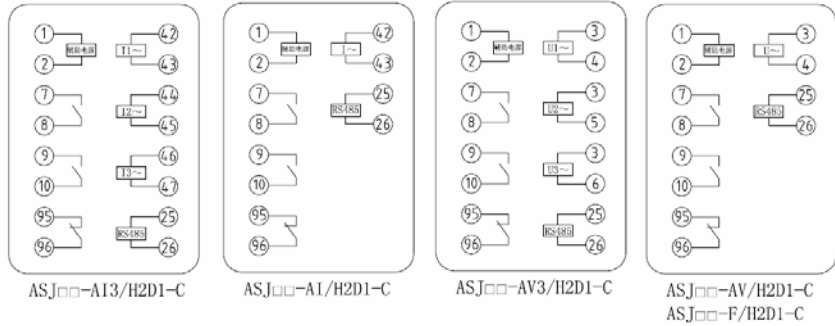 1 辅助电源 I1～ 42
2 43
7 44
I2～
8 45
9 46
I3～
10 47
95 25
RS485
96 26
ASJ□□-AI3/H2D1-C
1 辅助电源 I～ 42
2 43
7 25
RS485
8 26
9
10
95
96
ASJ□□-AI/H2D1-C
1 辅助电源 U1～ 3
2 4
7 3
U2～
8 5
9 3
U3～
10 6
95 25
RS485
96 26
ASJ□□-AV3/H2D1-C
1 辅助电源 U～ 3
2 4
7 25
RS485
8 26
9
10
95
96
ASJ□□-AV/H2D1-C
ASJ□□-F/H2D1-C